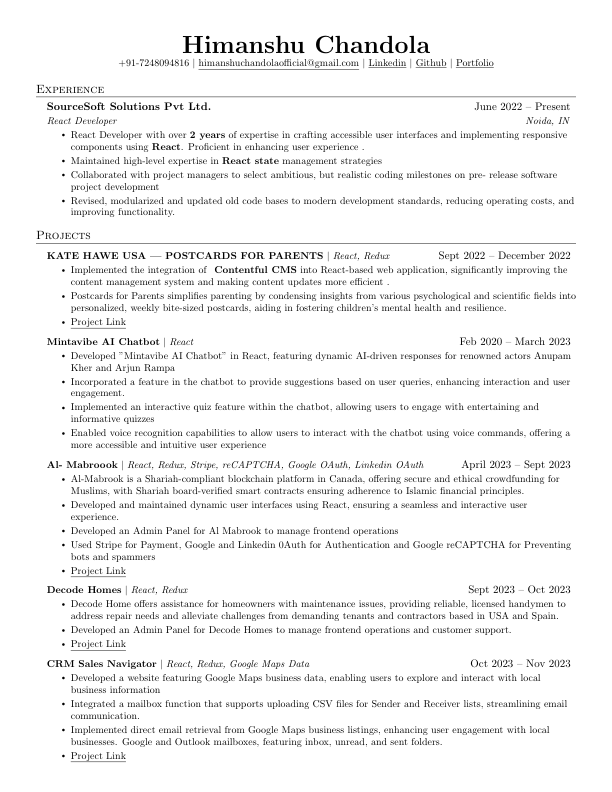 Himanshu Chandola
+91-7248094816 | himanshuchandolaofficial@gmail.com | Linkedin | Github | Portfolio
Experience
SourceSoft Solutions Pvt Ltd. June 2022 – Present
React Developer Noida, IN
• React Developer with over 2 years of expertise in crafting accessible user interfaces and implementing responsive
components using React. Proficient in enhancing user experience .
• Maintained high-level expertise in React state management strategies
• Collaborated with project managers to select ambitious, but realistic coding milestones on pre- release software
project development
• Revised, modularized and updated old code bases to modern development standards, reducing operating costs, and
improving functionality.
Projects
KATE HAWE USA — POSTCARDS FOR PARENTS | React, Redux Sept 2022 – December 2022
• Implemented the integration of Contentful CMS into React-based web application, significantly improving the
content management system and making content updates more efficient .
• Postcards for Parents simplifies parenting by condensing insights from various psychological and scientific fields into
personalized, weekly bite-sized postcards, aiding in fostering children's mental health and resilience.
• Project Link
Mintavibe AI Chatbot | React Feb 2020 – March 2023
• Developed "Mintavibe AI Chatbot" in React, featuring dynamic AI-driven responses for renowned actors Anupam
Kher and Arjun Rampa
• Incorporated a feature in the chatbot to provide suggestions based on user queries, enhancing interaction and user
engagement.
• Implemented an interactive quiz feature within the chatbot, allowing users to engage with entertaining and
informative quizzes
• Enabled voice recognition capabilities to allow users to interact with the chatbot using voice commands, offering a
more accessible and intuitive user experience
Al- Mabroook | React, Redux, Stripe, reCAPTCHA, Google OAuth, Linkedin OAuth April 2023 – Sept 2023
• Al-Mabrook is a Shariah-compliant blockchain platform in Canada, offering secure and ethical crowdfunding for
Muslims, with Shariah board-verified smart contracts ensuring adherence to Islamic financial principles.
• Developed and maintained dynamic user interfaces using React, ensuring a seamless and interactive user
experience.
• Developed an Admin Panel for Al Mabrook to manage frontend operations
• Used Stripe for Payment, Google and Linkedin 0Auth for Authentication and Google reCAPTCHA for Preventing
bots and spammers
• Project Link
Decode Homes | React, Redux Sept 2023 – Oct 2023
• Decode Home offers assistance for homeowners with maintenance issues, providing reliable, licensed handymen to
address repair needs and alleviate challenges from demanding tenants and contractors based in USA and Spain.
• Developed an Admin Panel for Decode Homes to manage frontend operations and customer support.
• Project Link
CRM Sales Navigator | React, Redux, Google Maps Data Oct 2023 – Nov 2023
• Developed a website featuring Google Maps business data, enabling users to explore and interact with local
business information
• Integrated a mailbox function that supports uploading CSV files for Sender and Receiver lists, streamlining email
communication.
• Implemented direct email retrieval from Google Maps business listings, enhancing user engagement with local
businesses. Google and Outlook mailboxes, featuring inbox, unread, and sent folders.
• Project Link